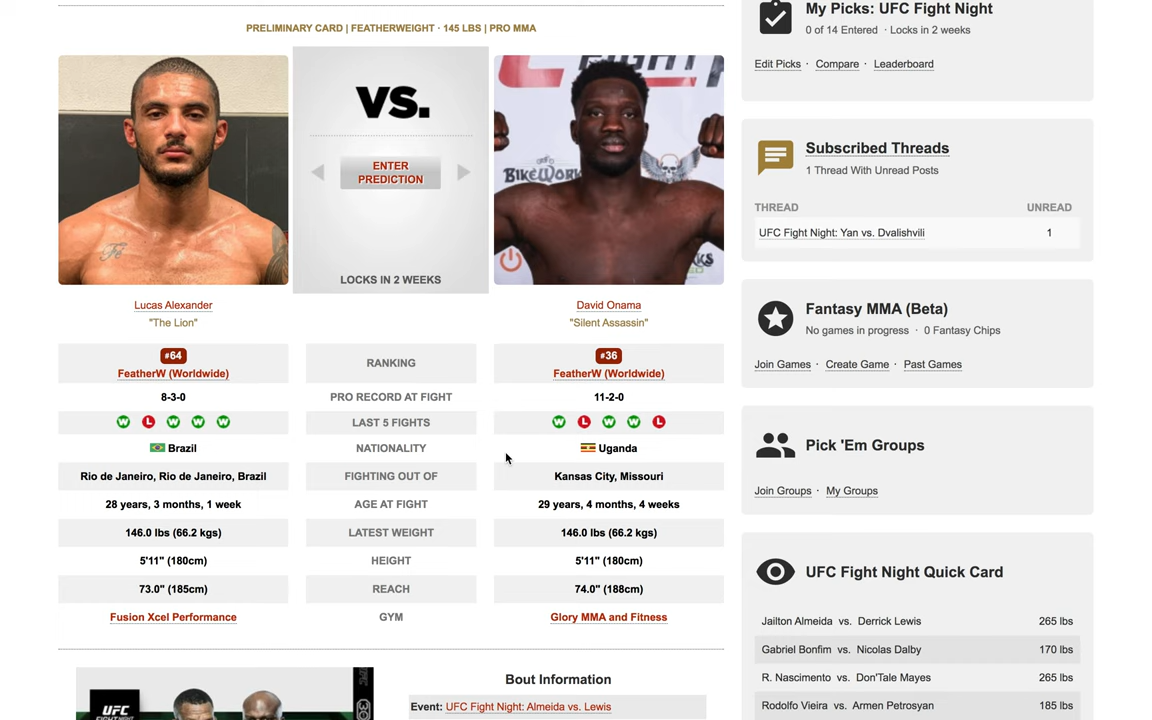 PRELIMINARY CARD | FEATHERWEIGHT · 145 LBS | PRO MMA
VS.
ENTER
PREDICTION
LOCKS IN 2 WEEKS
FIGHT
BIKEWORK
Fé
Lucas Alexander
"The Lion"
David Onama
"Silent Assassin"
#64
FeatherW (Worldwide)
RANKING
#36
FeatherW (Worldwide)
8-3-0 PRO RECORD AT FIGHT 11-2-0
W L W W W LAST 5 FIGHTS W L W W L
Brazil NATIONALITY Uganda
Rio de Janeiro, Rio de Janeiro, Brazil FIGHTING OUT OF Kansas City, Missouri
28 years, 3 months, 1 week AGE AT FIGHT 29 years, 4 months, 4 weeks
146.0 lbs (66.2 kgs) LATEST WEIGHT 146.0 lbs (66.2 kgs)
5'11" (180cm) HEIGHT 5'11" (180cm)
73.0" (185cm) REACH 74.0" (188cm)
Fusion Xcel Performance GYM Glory MMA and Fitness
UFC
Bout Information
Event: UFC Fight Night: Almeida vs. Lewis
My Picks: UFC Fight Night
0 of 14 Entered · Locks in 2 weeks
Edit Picks · Compare · Leaderboard
Subscribed Threads
1 Thread With Unread Posts
THREAD UNREAD
UFC Fight Night: Yan vs. Dvalishvili 1
Fantasy MMA (Beta)
No games in progress · 0 Fantasy Chips
Join Games · Create Game · Past Games
Pick 'Em Groups
Join Groups · My Groups
UFC Fight Night Quick Card
Jailton Almeida vs. Derrick Lewis 265 lbs
Gabriel Bonfim vs. Nicolas Dalby 170 lbs
R. Nascimento vs. Don'Tale Mayes 265 lbs
Rodolfo Vieira vs. Armen Petrosyan 185 lbs